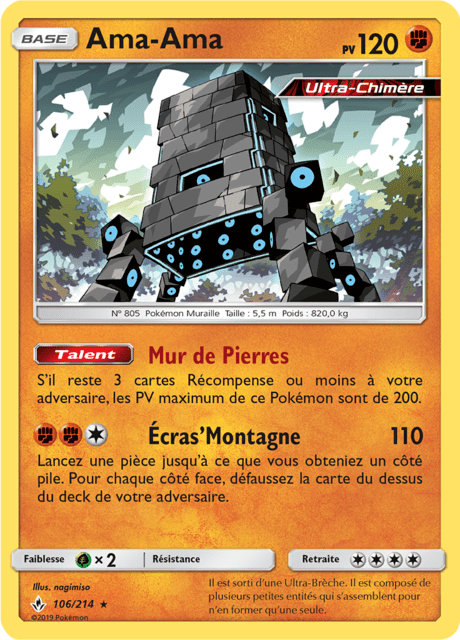 BASE Ama-Ama PV 120
Ultra-Chimère
N° 805 Pokémon Muraille Taille : 5,5 m Poids : 820,0 kg
Talent Mur de Pierres
S'il reste 3 cartes Récompense ou moins à votre
adversaire, les PV maximum de ce Pokémon sont de 200.
Écras'Montagne 110
Lancez une pièce jusqu'à ce que vous obteniez un côté
pile. Pour chaque côté face, défaussez la carte du dessus
du deck de votre adversaire.
Faiblesse ×2 Résistance Retraite
Illus. nagimiso
106/214 ★
©2019 Pokémon
Il est sorti d'une Ultra-Brèche. Il est composé de
plusieurs petites entités qui s'assemblent pour
n'en former qu'une seule.